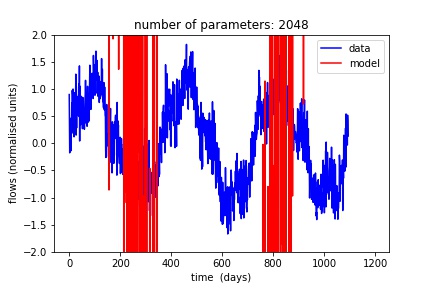 number of parameters: 2048
2.0
1.5
1.0
0.5
0.0
−0.5
−1.0
−1.5
−2.0
flows (normalised units)
data
model
0 200 400 600 800 1000 1200
time  (days)